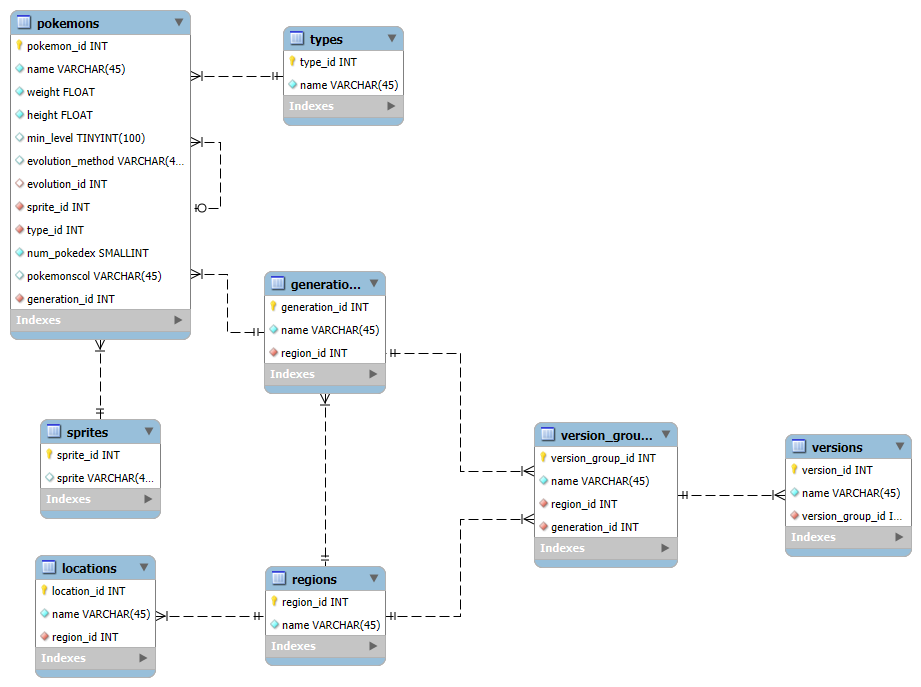 pokemons
pokemon_id INT
name VARCHAR(45)
weight FLOAT
height FLOAT
min_level TINYINT(100)
evolution_method VARCHAR(4...
evolution_id INT
sprite_id INT
type_id INT
num_pokedex SMALLINT
pokemonscol VARCHAR(45)
generation_id INT
Indexes
types
type_id INT
name VARCHAR(45)
Indexes
generatio...
generation_id INT
name VARCHAR(45)
region_id INT
Indexes
sprites
sprite_id INT
sprite VARCHAR(4...
Indexes
version_grou...
version_group_id INT
name VARCHAR(45)
region_id INT
generation_id INT
Indexes
versions
version_id INT
name VARCHAR(45)
version_group_id I...
Indexes
locations
location_id INT
name VARCHAR(45)
region_id INT
Indexes
regions
region_id INT
name VARCHAR(45)
Indexes